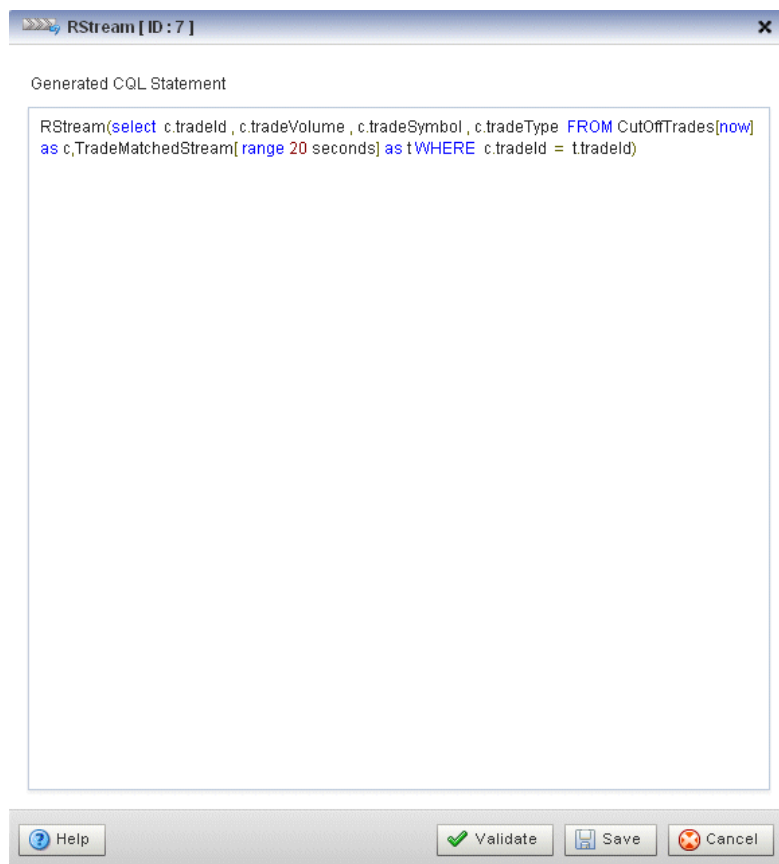 RStream [ ID : 7 ]
Generated CQL Statement
RStream(select c.tradeId , c.tradeVolume , c.tradeSymbol , c.tradeType FROM CutOffTrades[now]
as c,TradeMatchedStream[ range 20 seconds] as t WHERE c.tradeId = t.tradeId)
Help
Validate
Save
Cancel